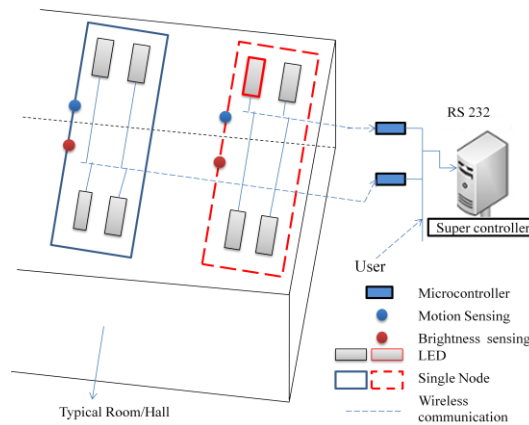 RS 232
Super controller
User
Microcontroller
Motion Sensing
Brightness sensing
LED
Single Node
Wireless
communication
Typical Room/Hall